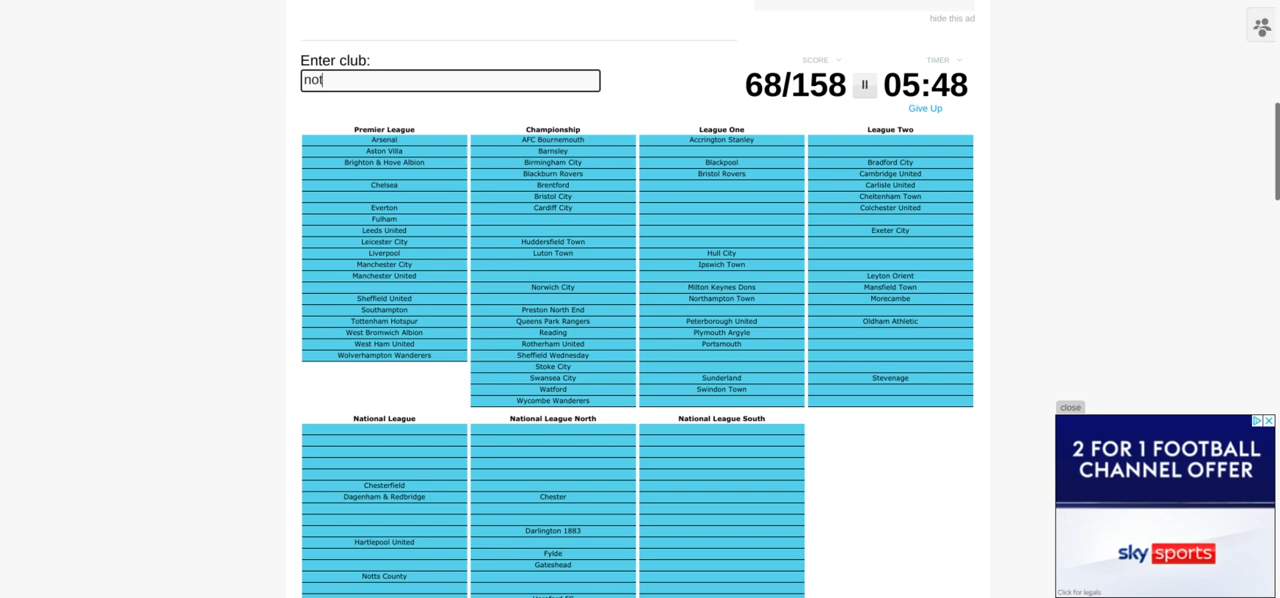 hide this ad
Enter club:
not
SCORE
TIMER
68/158
05:48
Give Up
Premier League
Arsenal
Aston Villa
Brighton & Hove Albion
Chelsea
Everton
Fulham
Leeds United
Leicester City
Liverpool
Manchester City
Manchester United
Sheffield United
Southampton
Tottenham Hotspur
West Bromwich Albion
West Ham United
Wolverhampton Wanderers
Championship
AFC Bournemouth
Barnsley
Birmingham City
Blackburn Rovers
Brentford
Bristol City
Cardiff City
Huddersfield Town
Luton Town
Norwich City
Preston North End
Queens Park Rangers
Reading
Rotherham United
Sheffield Wednesday
Stoke City
Swansea City
Watford
Wycombe Wanderers
League One
Accrington Stanley
Blackpool
Bristol Rovers
Hull City
Ipswich Town
Milton Keynes Dons
Northampton Town
Peterborough United
Plymouth Argyle
Portsmouth
Sunderland
Swindon Town
League Two
Bradford City
Cambridge United
Carlisle United
Cheltenham Town
Colchester United
Exeter City
Leyton Orient
Mansfield Town
Morecambe
Oldham Athletic
Stevenage
National League
Chesterfield
Dagenham & Redbridge
Hartlepool United
Notts County
National League North
Chester
Darlington 1883
Fylde
Gateshead
National League South
close
2 FOR 1 FOOTBALL
CHANNEL OFFER
sky sports
Click for legals